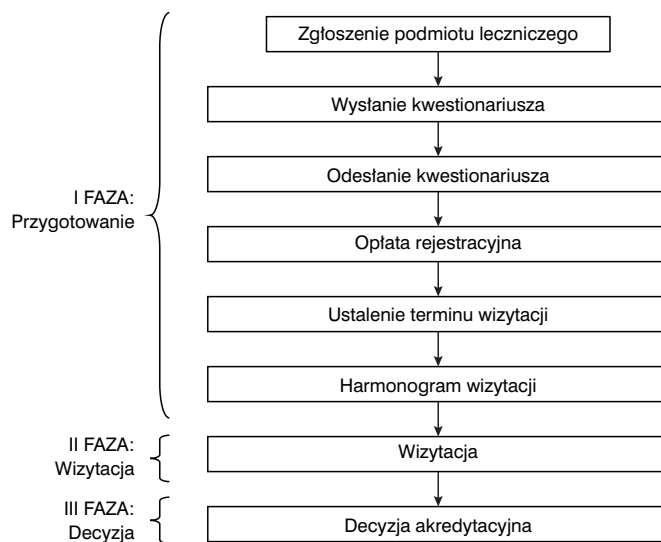 Zgłoszenie podmiotu leczniczego
Wysłanie kwestionariusza
Odesłanie kwestionariusza
I FAZA:
Przygotowanie
Opłata rejestracyjna
Ustalenie terminu wizytacji
Harmonogram wizytacji
II FAZA:
Wizytacja
Wizytacja
III FAZA:
Decyzja
Decyzja akredytacyjna